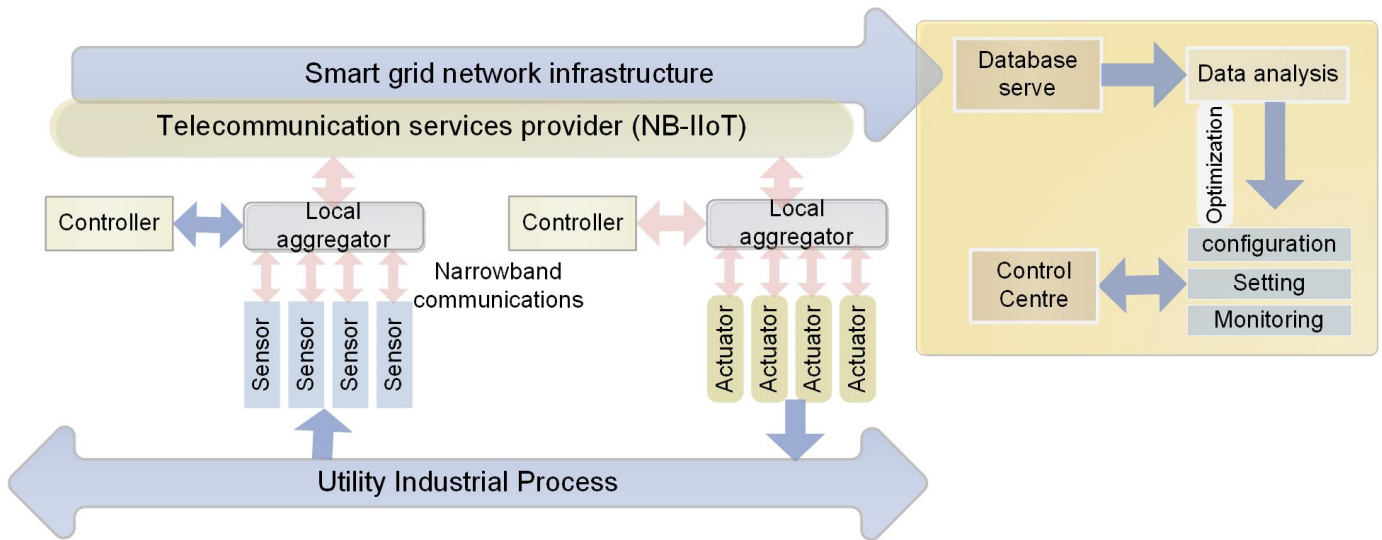 Smart grid network infrastructure
Telecommunication services provider (NB-IIoT)
Controller
Local
aggregator
Controller
Local
aggregator
Narrowband
communications
Sensor
Sensor
Sensor
Sensor
Actuator
Actuator
Actuator
Actuator
Utility Industrial Process
Database
serve
Data analysis
Optimization
configuration
Setting
Monitoring
Control
Centre